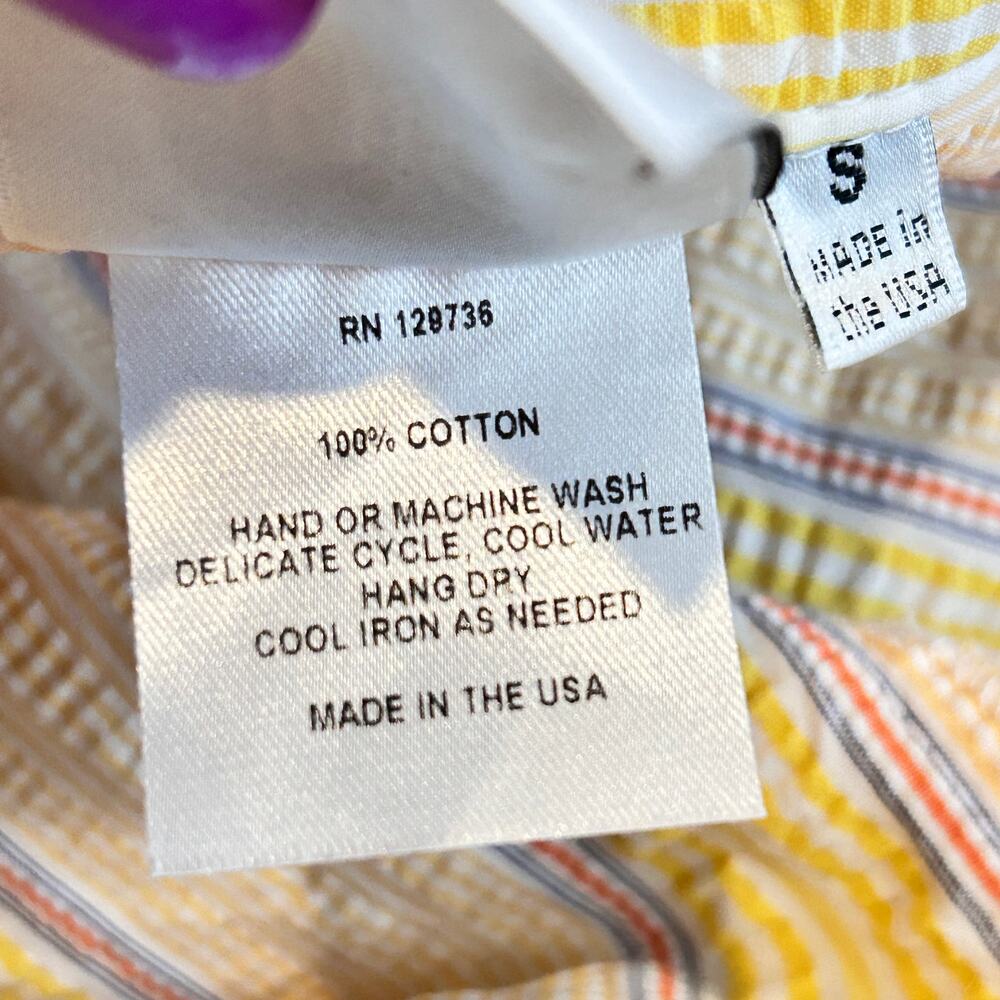 S
MADE in
the USA
RN 129736
100% COTTON
HAND OR MACHINE WASH
DELICATE CYCLE, COOL WATER
HANG DRY
COOL IRON AS NEEDED
MADE IN THE USA